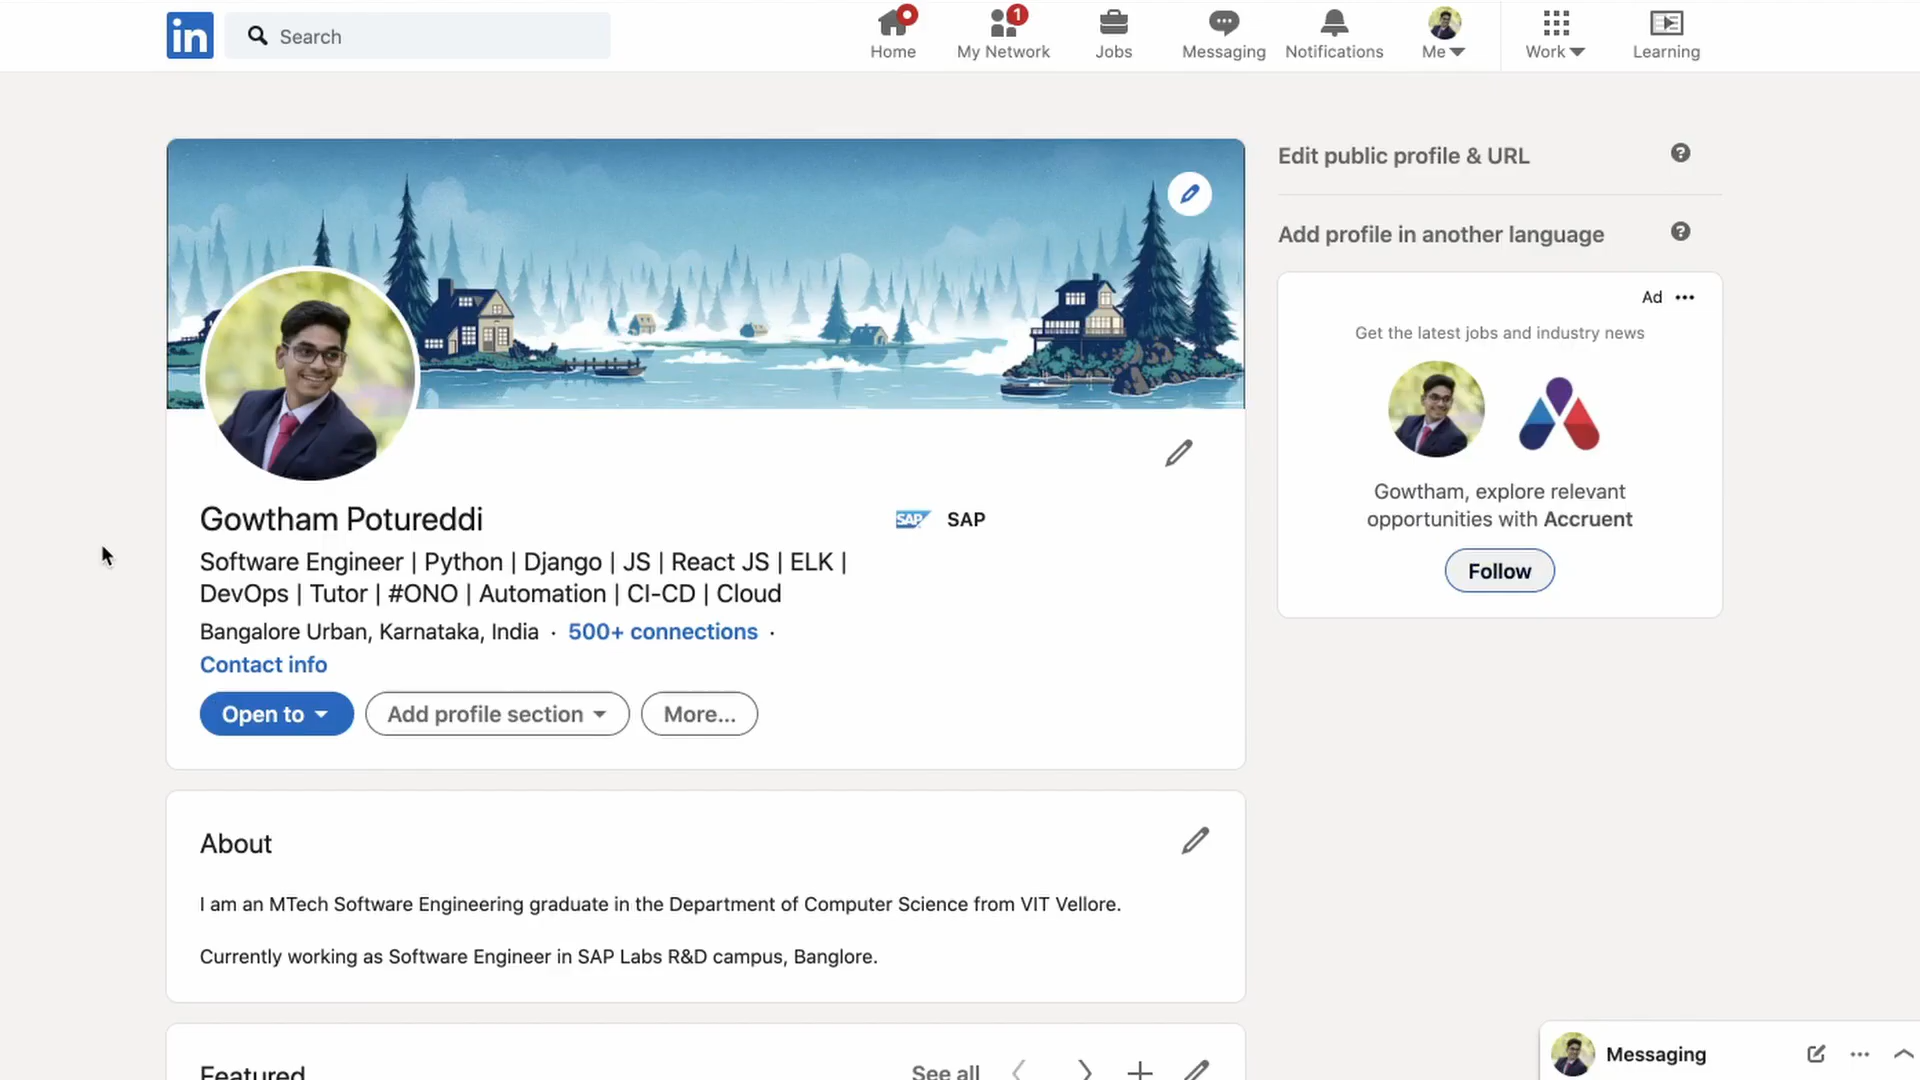 in
Search
Home
1
My Network
Jobs
Messaging
Notifications
Me
Work
Learning
Edit public profile & URL
Add profile in another language
Ad
Get the latest jobs and industry news
Gowtham, explore relevant
opportunities with Accruent
Follow
Gowtham Potureddi
SAP SAP
Software Engineer | Python | Django | JS | React JS | ELK |
DevOps | Tutor | #ONO | Automation | CI-CD | Cloud
Bangalore Urban, Karnataka, India · 500+ connections ·
Contact info
Open to
Add profile section
More...
About
I am an MTech Software Engineering graduate in the Department of Computer Science from VIT Vellore.
Currently working as Software Engineer in SAP Labs R&D campus, Banglore.
Featured
See all
Messaging